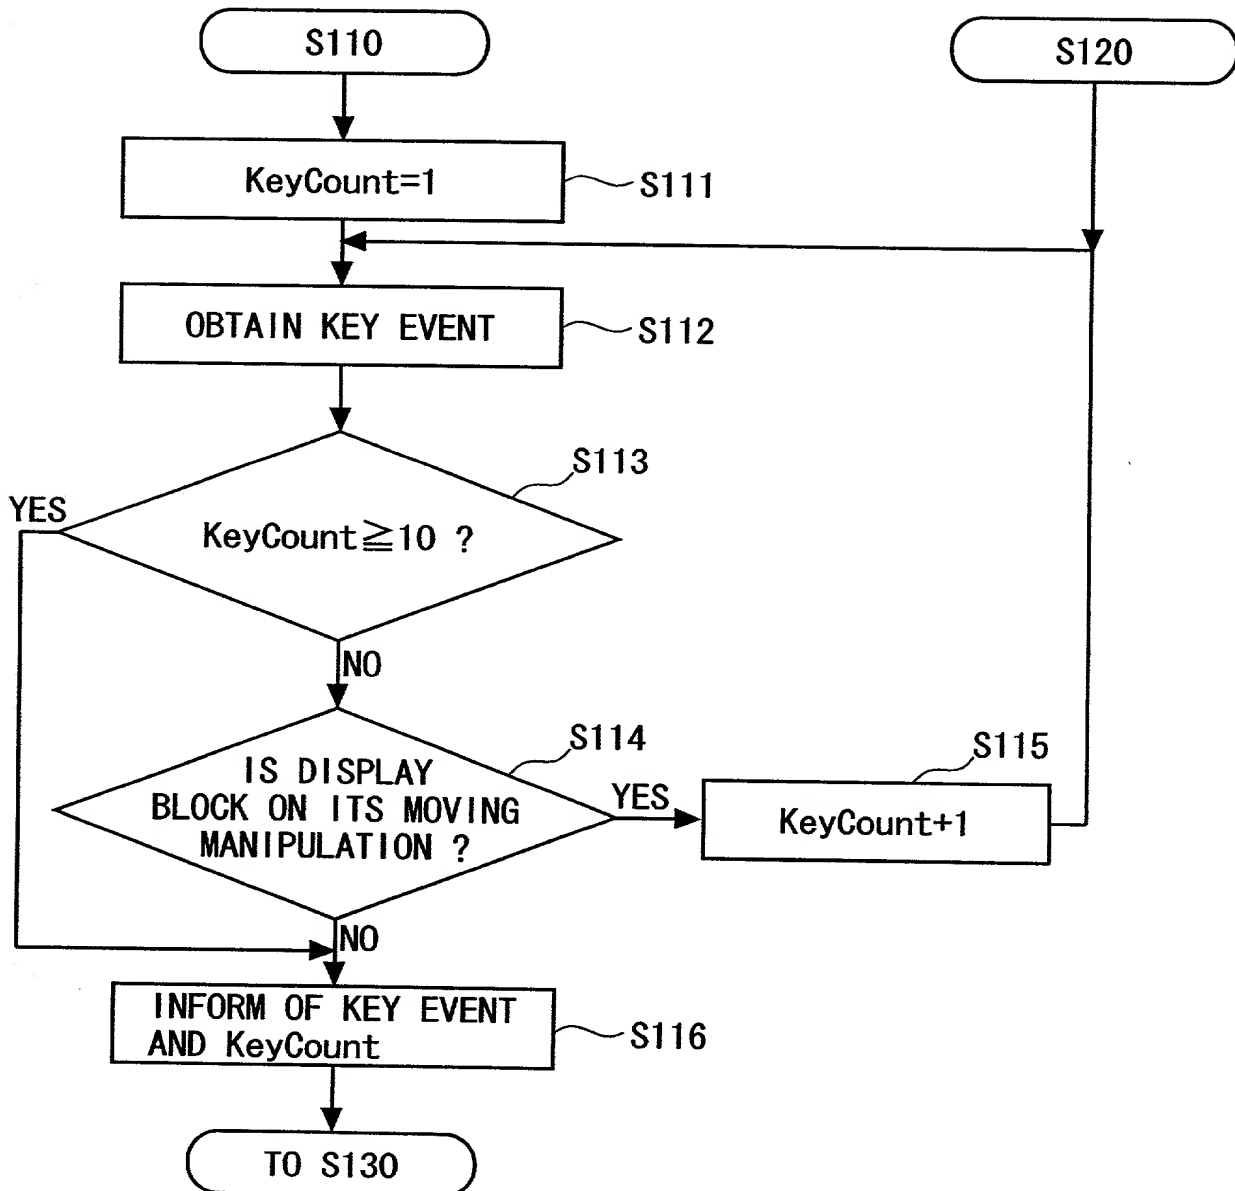 S110
S120
KeyCount=1
S111
OBTAIN KEY EVENT
S112
S113
YES
KeyCount≧10 ?
NO
S114
IS DISPLAY
BLOCK ON ITS MOVING
MANIPULATION ?
YES
S115
KeyCount+1
NO
INFORM OF KEY EVENT
AND KeyCount
S116
TO S130